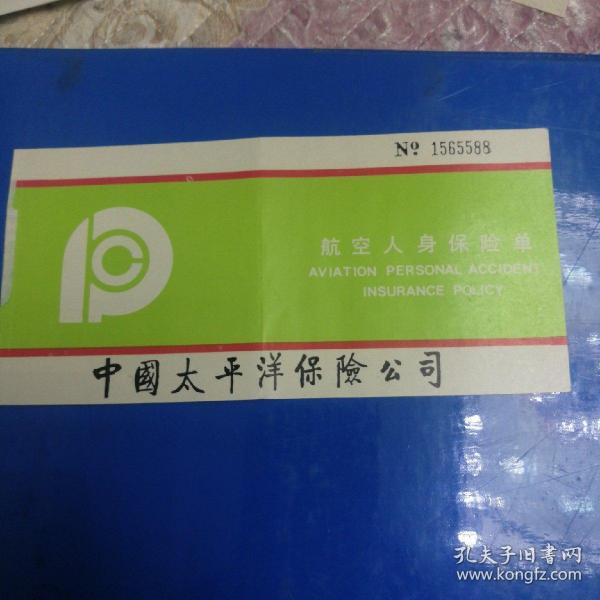 Nº 1565588
航空人身保险单
AVIATION PERSONAL ACCIDENT
INSURANCE POLICY
中國太平洋保險公司
孔夫子旧书网
www.kongfz.com